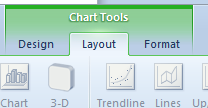 Chart Tools
Design Layout Format
Chart 3-D Trendline Lines Up